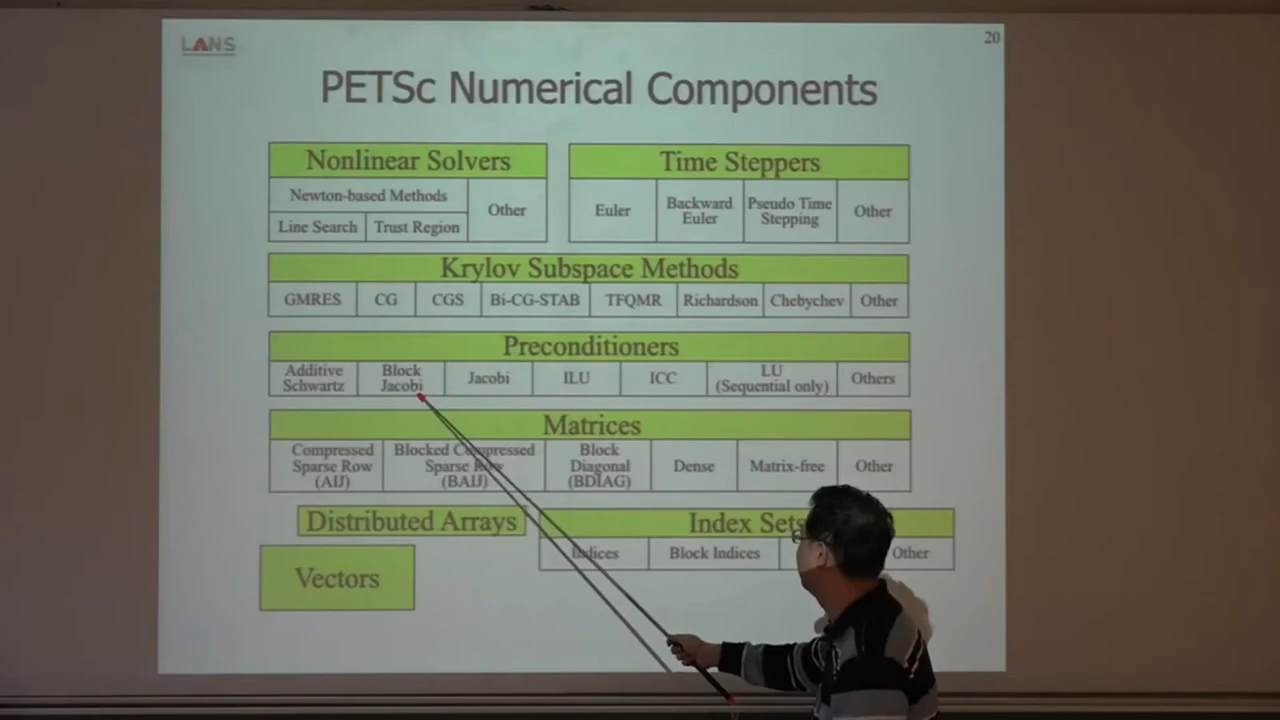 LANS
20
PETSc Numerical Components
Nonlinear Solvers
Newton-based Methods
Line Search
Trust Region
Other
Time Steppers
Euler
Backward
Euler
Pseudo Time
Stepping
Other
Krylov Subspace Methods
GMRES
CG
CGS
Bi-CG-STAB
TFQMR
Richardson
Chebychev
Other
Preconditioners
Additive
Schwartz
Block
Jacobi
Jacobi
ILU
ICC
LU
(Sequential only)
Others
Matrices
Compressed
Sparse Row
(AIJ)
Blocked Compressed
Sparse Row
(BAIJ)
Block
Diagonal
(BDIAG)
Dense
Matrix-free
Other
Distributed Arrays
Index Sets
Indices
Block Indices
Other
Vectors